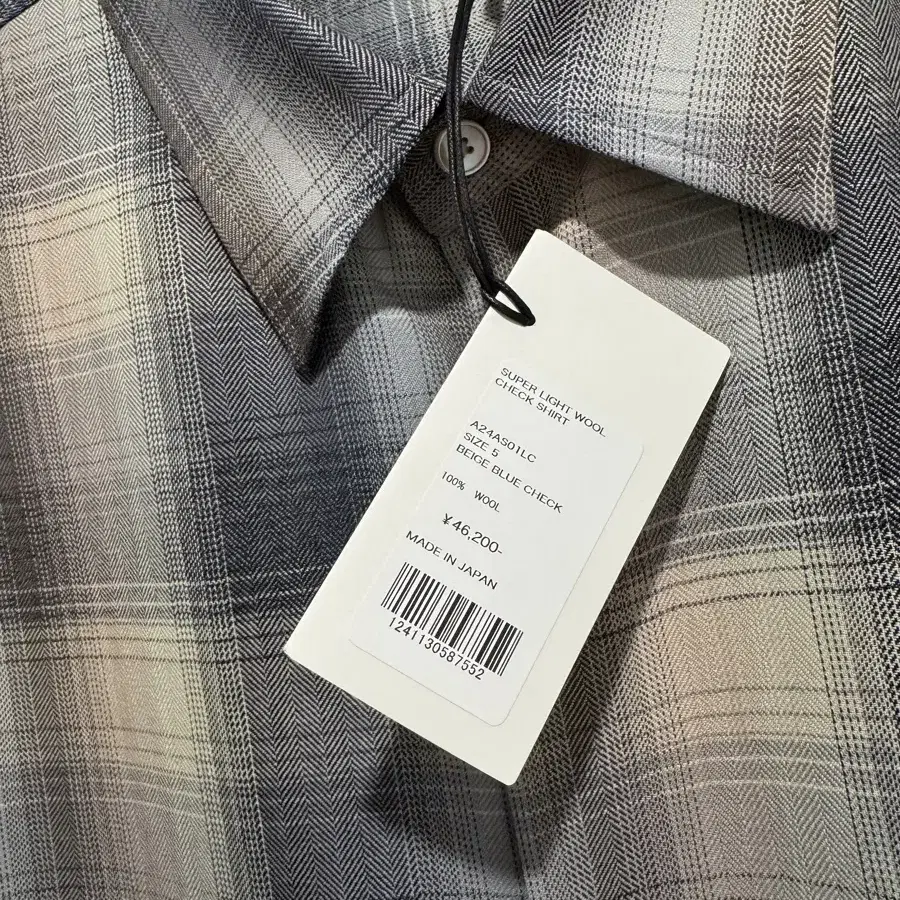 SUPER LIGHT WOOL
CHECK SHIRT
A24AS01LC
SIZE 5
BEIGE BLUE CHECK
100% WOOL
¥46,200-
MADE IN JAPAN
1241130587552